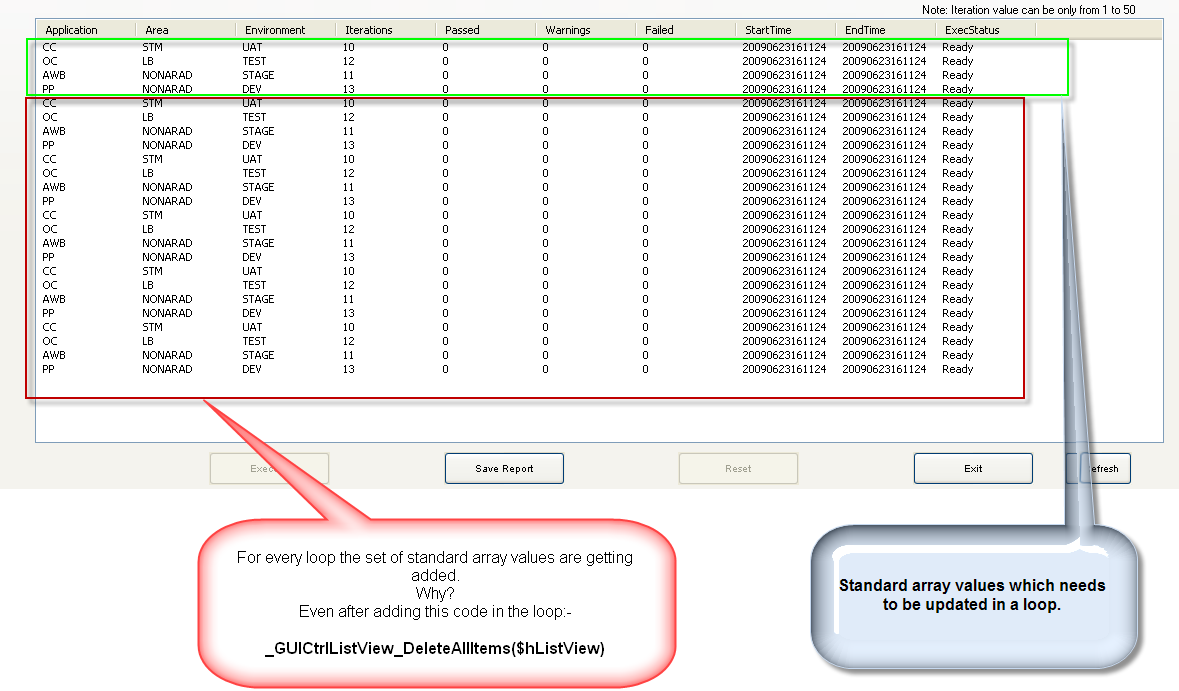 Note: Iteration value can be only from 1 to 50
Application Area Environment Iterations Passed Warnings Failed StartTime EndTime ExecStatus
CC STM UAT 10 0 0 0 20090623161124 20090623161124 Ready
OC LB TEST 12 0 0 0 20090623161124 20090623161124 Ready
AWB NONARAD STAGE 11 0 0 0 20090623161124 20090623161124 Ready
PP NONARAD DEV 13 0 0 0 20090623161124 20090623161124 Ready
CC STM UAT 10 0 0 0 20090623161124 20090623161124 Ready
OC LB TEST 12 0 0 0 20090623161124 20090623161124 Ready
AWB NONARAD STAGE 11 0 0 0 20090623161124 20090623161124 Ready
PP NONARAD DEV 13 0 0 0 20090623161124 20090623161124 Ready
CC STM UAT 10 0 0 0 20090623161124 20090623161124 Ready
OC LB TEST 12 0 0 0 20090623161124 20090623161124 Ready
AWB NONARAD STAGE 11 0 0 0 20090623161124 20090623161124 Ready
PP NONARAD DEV 13 0 0 0 20090623161124 20090623161124 Ready
CC STM UAT 10 0 0 0 20090623161124 20090623161124 Ready
OC LB TEST 12 0 0 0 20090623161124 20090623161124 Ready
AWB NONARAD STAGE 11 0 0 0 20090623161124 20090623161124 Ready
PP NONARAD DEV 13 0 0 0 20090623161124 20090623161124 Ready
CC STM UAT 10 0 0 0 20090623161124 20090623161124 Ready
OC LB TEST 12 0 0 0 20090623161124 20090623161124 Ready
AWB NONARAD STAGE 11 0 0 0 20090623161124 20090623161124 Ready
PP NONARAD DEV 13 0 0 0 20090623161124 20090623161124 Ready
CC STM UAT 10 0 0 0 20090623161124 20090623161124 Ready
OC LB TEST 12 0 0 0 20090623161124 20090623161124 Ready
AWB NONARAD STAGE 11 0 0 0 20090623161124 20090623161124 Ready
PP NONARAD DEV 13 0 0 0 20090623161124 20090623161124 Ready
Save Report Reset Exit efresh
For every loop the set of standard array values are getting
added.
Why?
Even after adding this code in the loop:-
_GUICtrlListView_DeleteAllItems($hListView)
Standard array values which needs
to be updated in a loop.